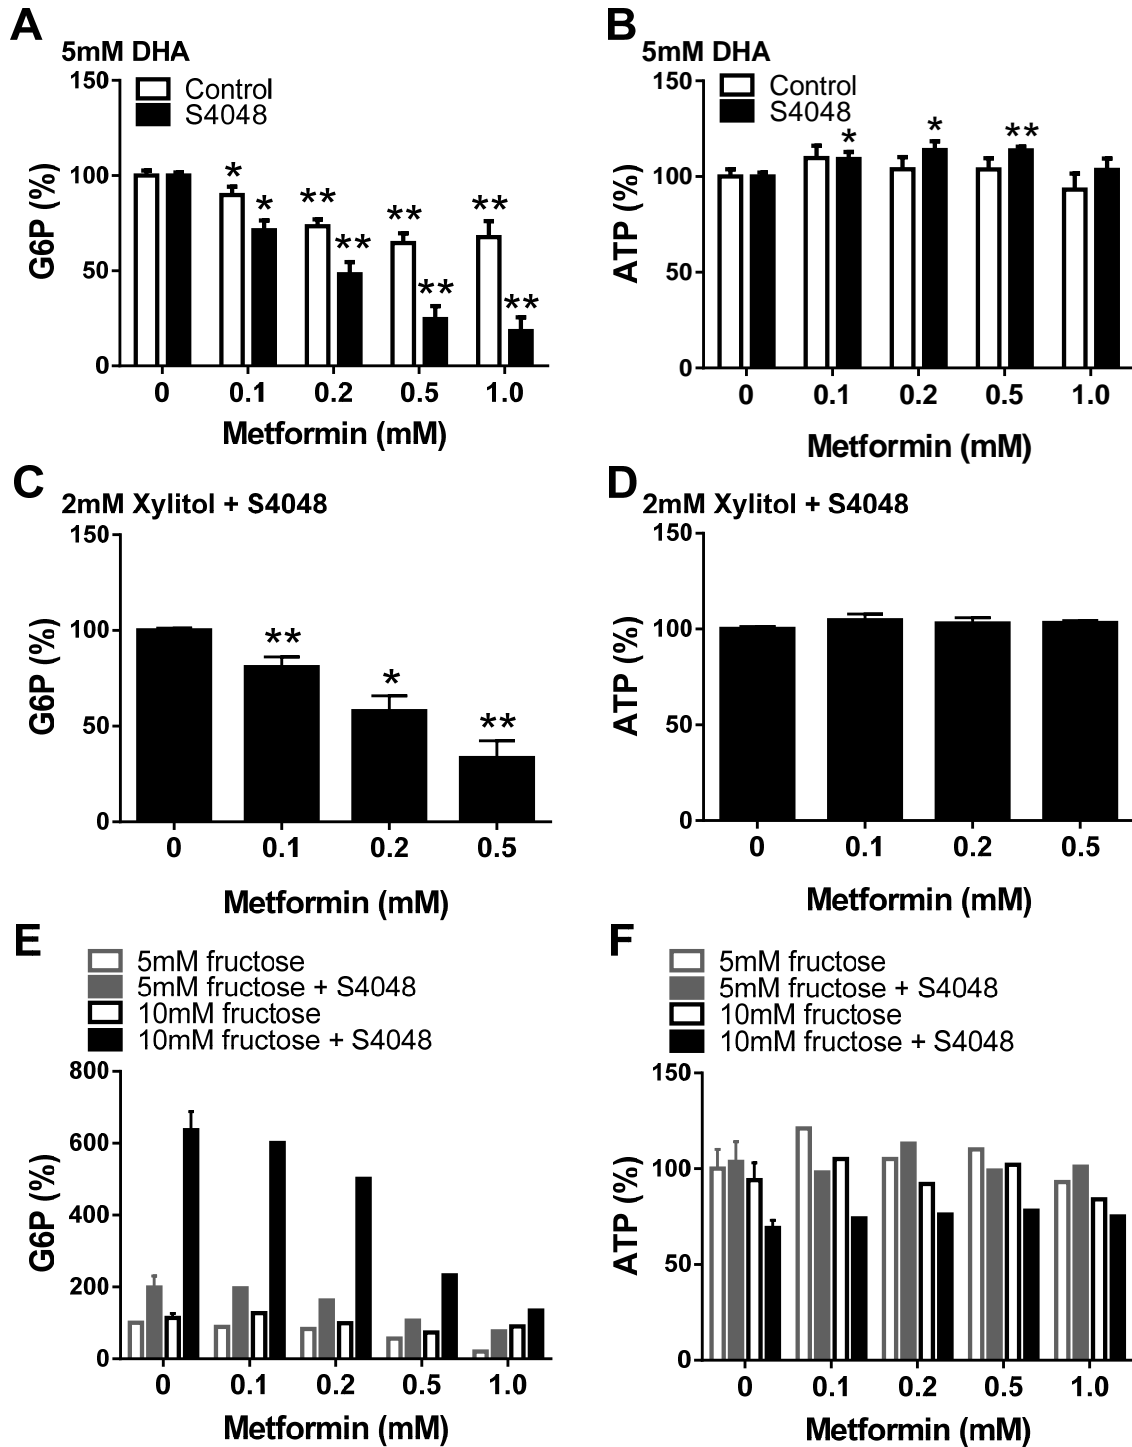 A
5mM DHA
Control
S4048
150
100
50
0
G6P (%)
* * ** ** ** ** ** **
0 0.1 0.2 0.5 1.0
Metformin (mM)
B
5mM DHA
Control
S4048
150
100
50
0
ATP (%)
* * **
0 0.1 0.2 0.5 1.0
Metformin (mM)
C
2mM Xylitol + S4048
150
100
50
0
G6P (%)
** * **
0 0.1 0.2 0.5
Metformin (mM)
D
2mM Xylitol + S4048
150
100
50
0
ATP (%)
0 0.1 0.2 0.5
Metformin (mM)
E
5mM fructose
5mM fructose + S4048
10mM fructose
10mM fructose + S4048
800
600
400
200
0
G6P (%)
0 0.1 0.2 0.5 1.0
Metformin (mM)
F
5mM fructose
5mM fructose + S4048
10mM fructose
10mM fructose + S4048
150
100
50
0
ATP (%)
0 0.1 0.2 0.5 1.0
Metformin (mM)